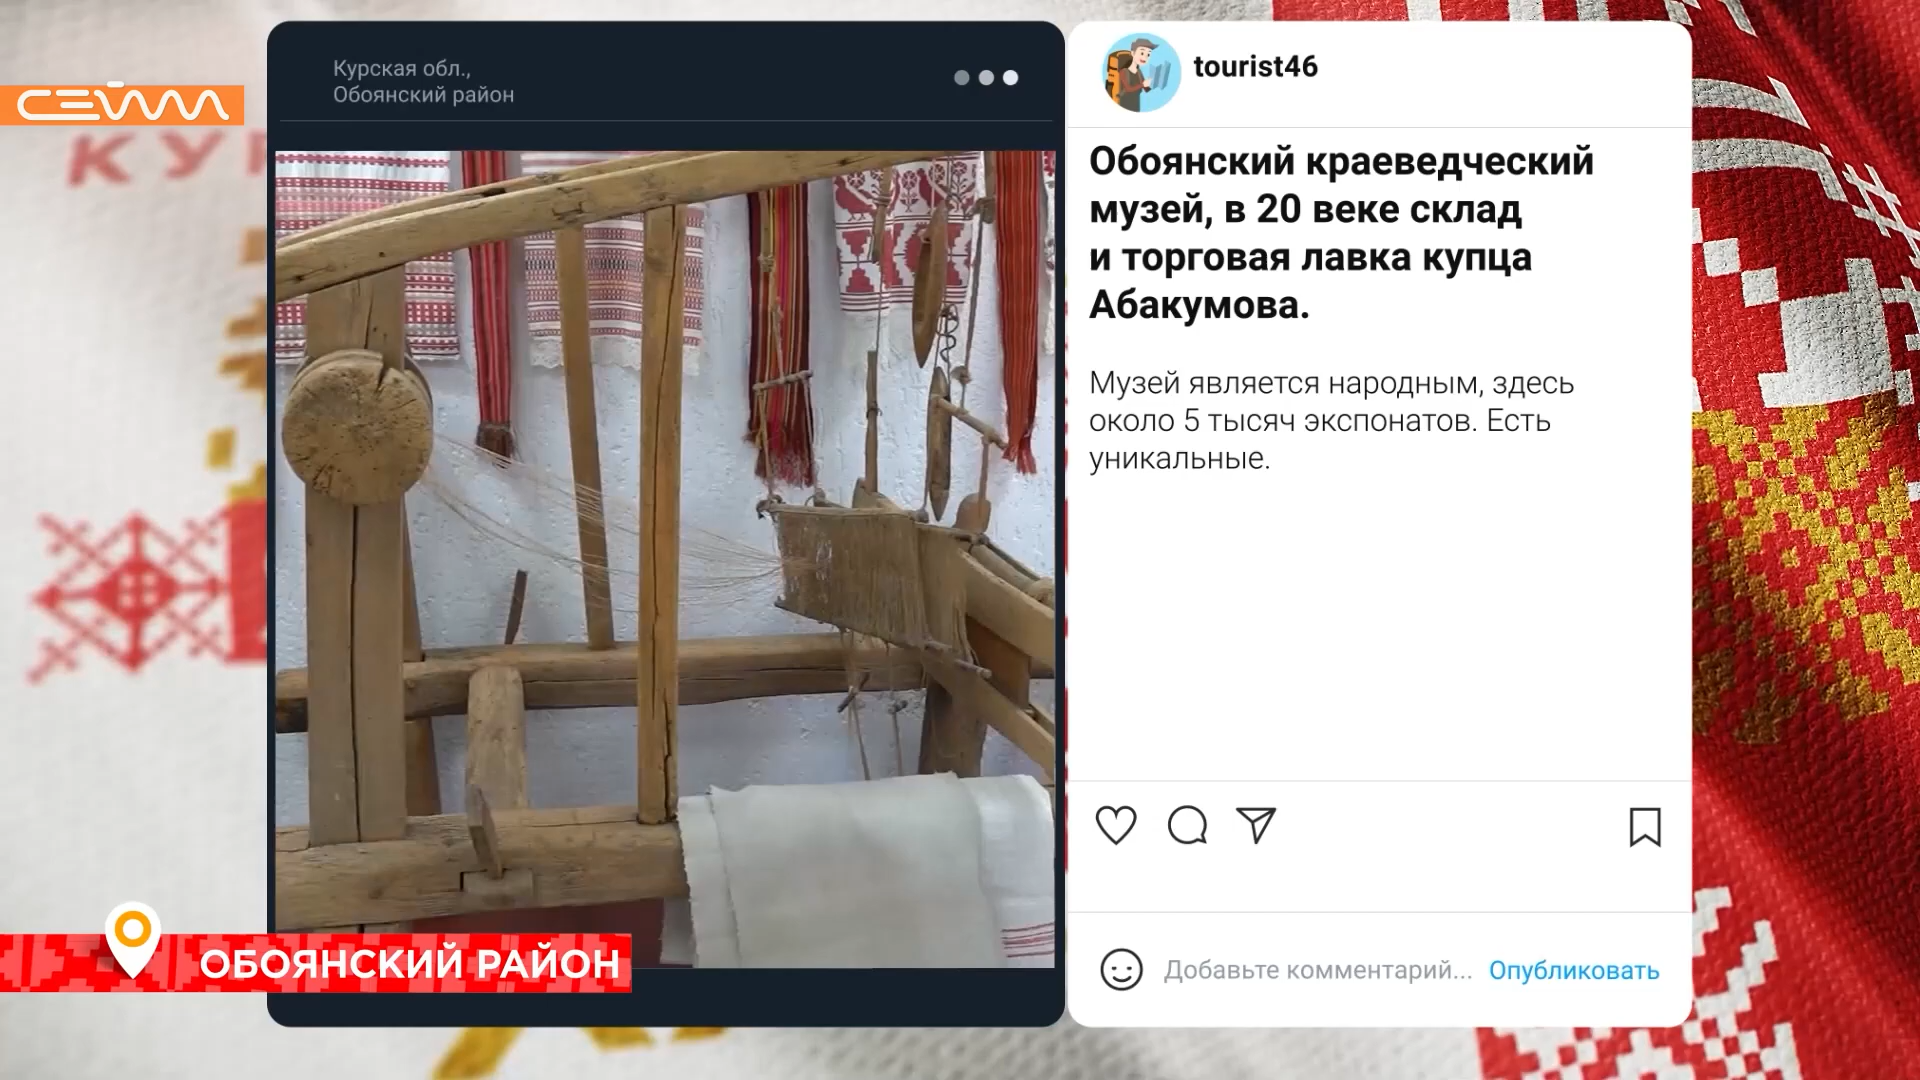 СЕЙМ
КУ
Курская обл.,
Обоянский район
tourist46
Обоянский краеведческий
музей, в 20 веке склад
и торговая лавка купца
Абакумова.
Музей является народным, здесь
около 5 тысяч экспонатов. Есть
уникальные.
Добавьте комментарий... Опубликовать
ОБОЯНСКИЙ РАЙОН